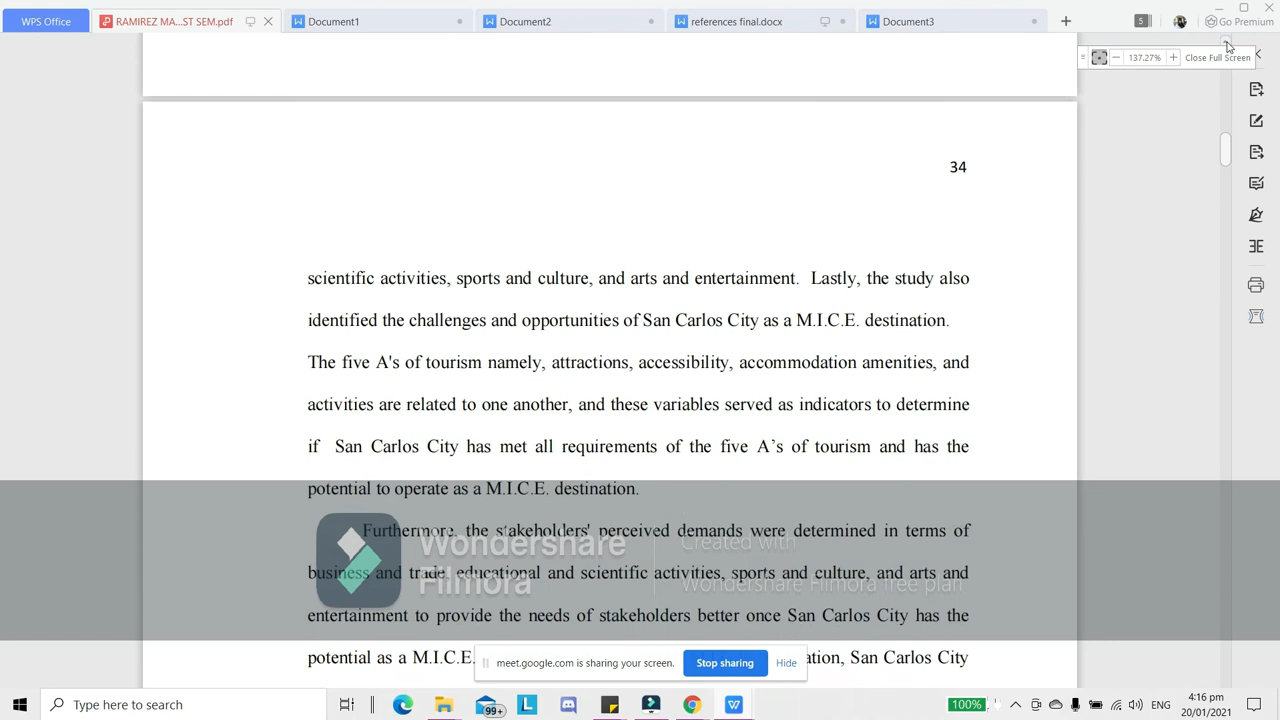 WPS Office
RAMIREZ MA...ST SEM.pdf
Document1
Document2
references final.docx
Document3
5
Go Premium
137.27%
Close Full Screen
34
scientific activities, sports and culture, and arts and entertainment. Lastly, the study also
identified the challenges and opportunities of San Carlos City as a M.I.C.E. destination.
The five A's of tourism namely, attractions, accessibility, accommodation amenities, and
activities are related to one another, and these variables served as indicators to determine
if San Carlos City has met all requirements of the five A’s of tourism and has the
potential to operate as a M.I.C.E. destination.
Furthermore, the stakeholders' perceived demands were determined in terms of
Wondershare
Filmora
Created with
Wondershare Filmora free plan
business and trade, educational and scientific activities, sports and culture, and arts and
entertainment to provide the needs of stakeholders better once San Carlos City has the
potential as a M.I.C.E.
San Carlos City
meet.google.com is sharing your screen.
Stop sharing
Hide
Type here to search
99+
100%
ENG
4:16 pm
20/01/2021